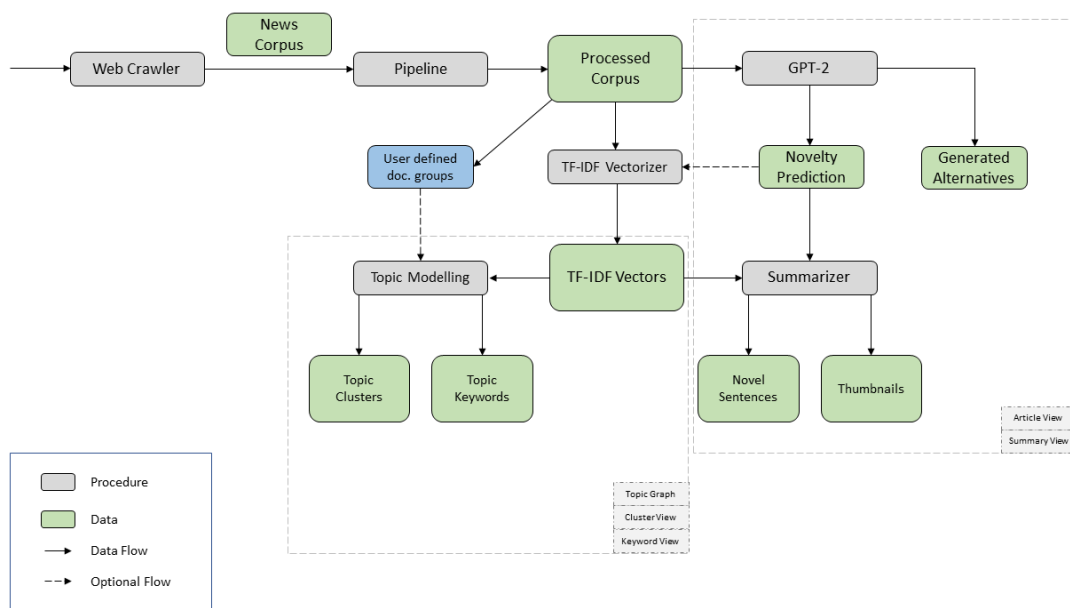 News
Corpus
Web Crawler
Pipeline
Processed
Corpus
GPT-2
User defined
doc. groups
TF-IDF Vectorizer
Novelty
Prediction
Generated
Alternatives
Topic Modelling
TF-IDF Vectors
Summarizer
Topic
Clusters
Topic
Keywords
Novel
Sentences
Thumbnails
Article View
Summary View
Topic Graph
Cluster View
Keyword View
Procedure
Data
Data Flow
Optional Flow